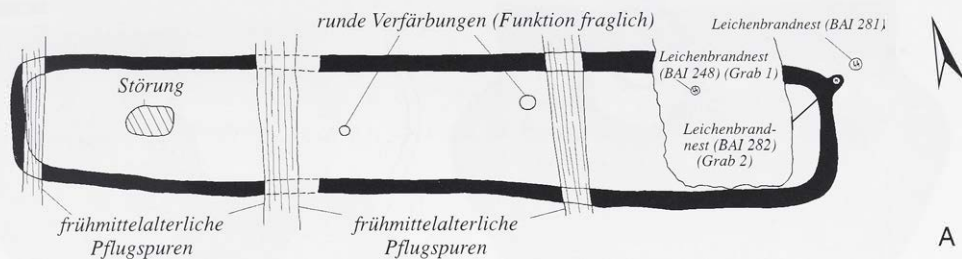 runde Verfärbungen (Funktion fraglich)
Leichenbrandnest (BAI 281)
Leichenbrandnest
(BAI 248) (Grab 1)
Störung
Leichenbrand-
nest (BAI 282)
(Grab 2)
frühmittelalterliche
Pflugspuren
frühmittelalterliche
Pflugspuren
A